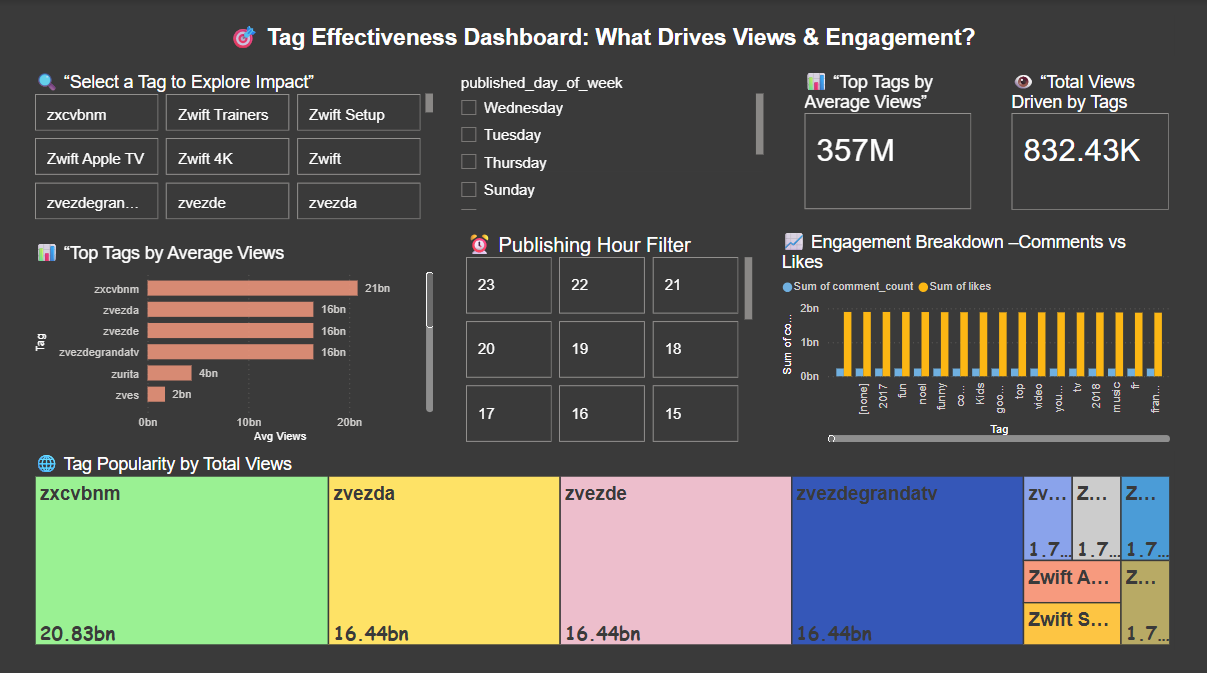 🎯 Tag Effectiveness Dashboard: What Drives Views & Engagement?
🔍 “Select a Tag to Explore Impact”
zxcvbnm
Zwift Trainers
Zwift Setup
Zwift Apple TV
Zwift 4K
Zwift
zvezdegran...
zvezde
zvezda
published_day_of_week
Wednesday
Tuesday
Thursday
Sunday
📊 “Top Tags by
Average Views”
357M
👁 “Total Views
Driven by Tags
832.43K
📊 “Top Tags by Average Views
Tag
zxcvbnm 21bn
zvezda 16bn
zvezde 16bn
zvezdegrandatv 16bn
zurita 4bn
zves 2bn
0bn 10bn 20bn
Avg Views
⏰ Publishing Hour Filter
23 22 21
20 19 18
17 16 15
📈 Engagement Breakdown –Comments vs
Likes
Sum of comment_count Sum of likes
Sum of co...
2bn
1bn
0bn
[none]
2017
fun
noel
funny
co...
Kids
goo...
top
video
you...
tv
2018
music
fr
fran...
Tag
🌐 Tag Popularity by Total Views
zxcvbnm
20.83bn
zvezda
16.44bn
zvezde
16.44bn
zvezdegrandatv
16.44bn
zv...
1.7...
Z...
1.7...
Z...
1.7...
Zwift A...
Zwift S...
Z...
1.7...